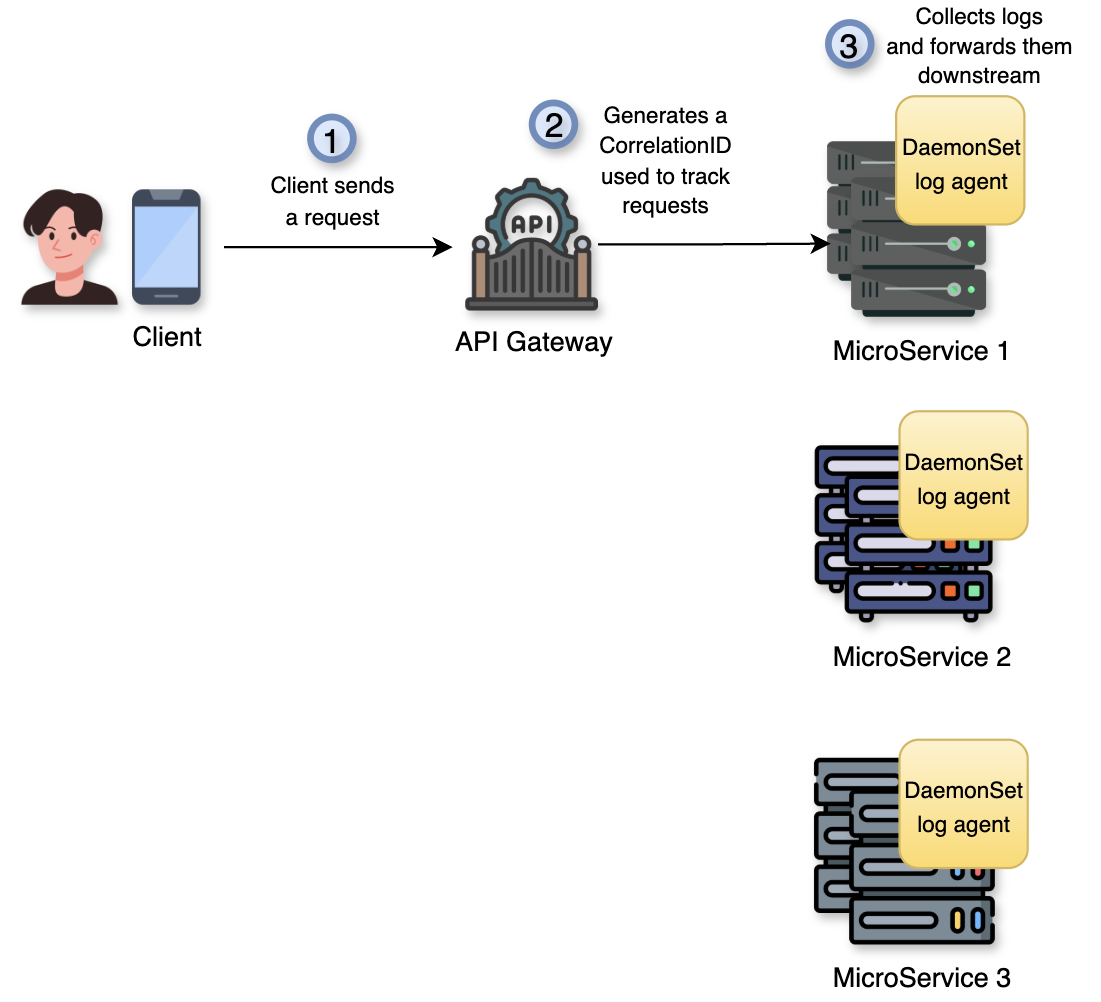 1
Client sends
a request
Client
2
Generates a
CorrelationID
used to track
requests
API
API Gateway
3
Collects logs
and forwards them
downstream
DaemonSet
log agent
MicroService 1
DaemonSet
log agent
MicroService 2
DaemonSet
log agent
MicroService 3